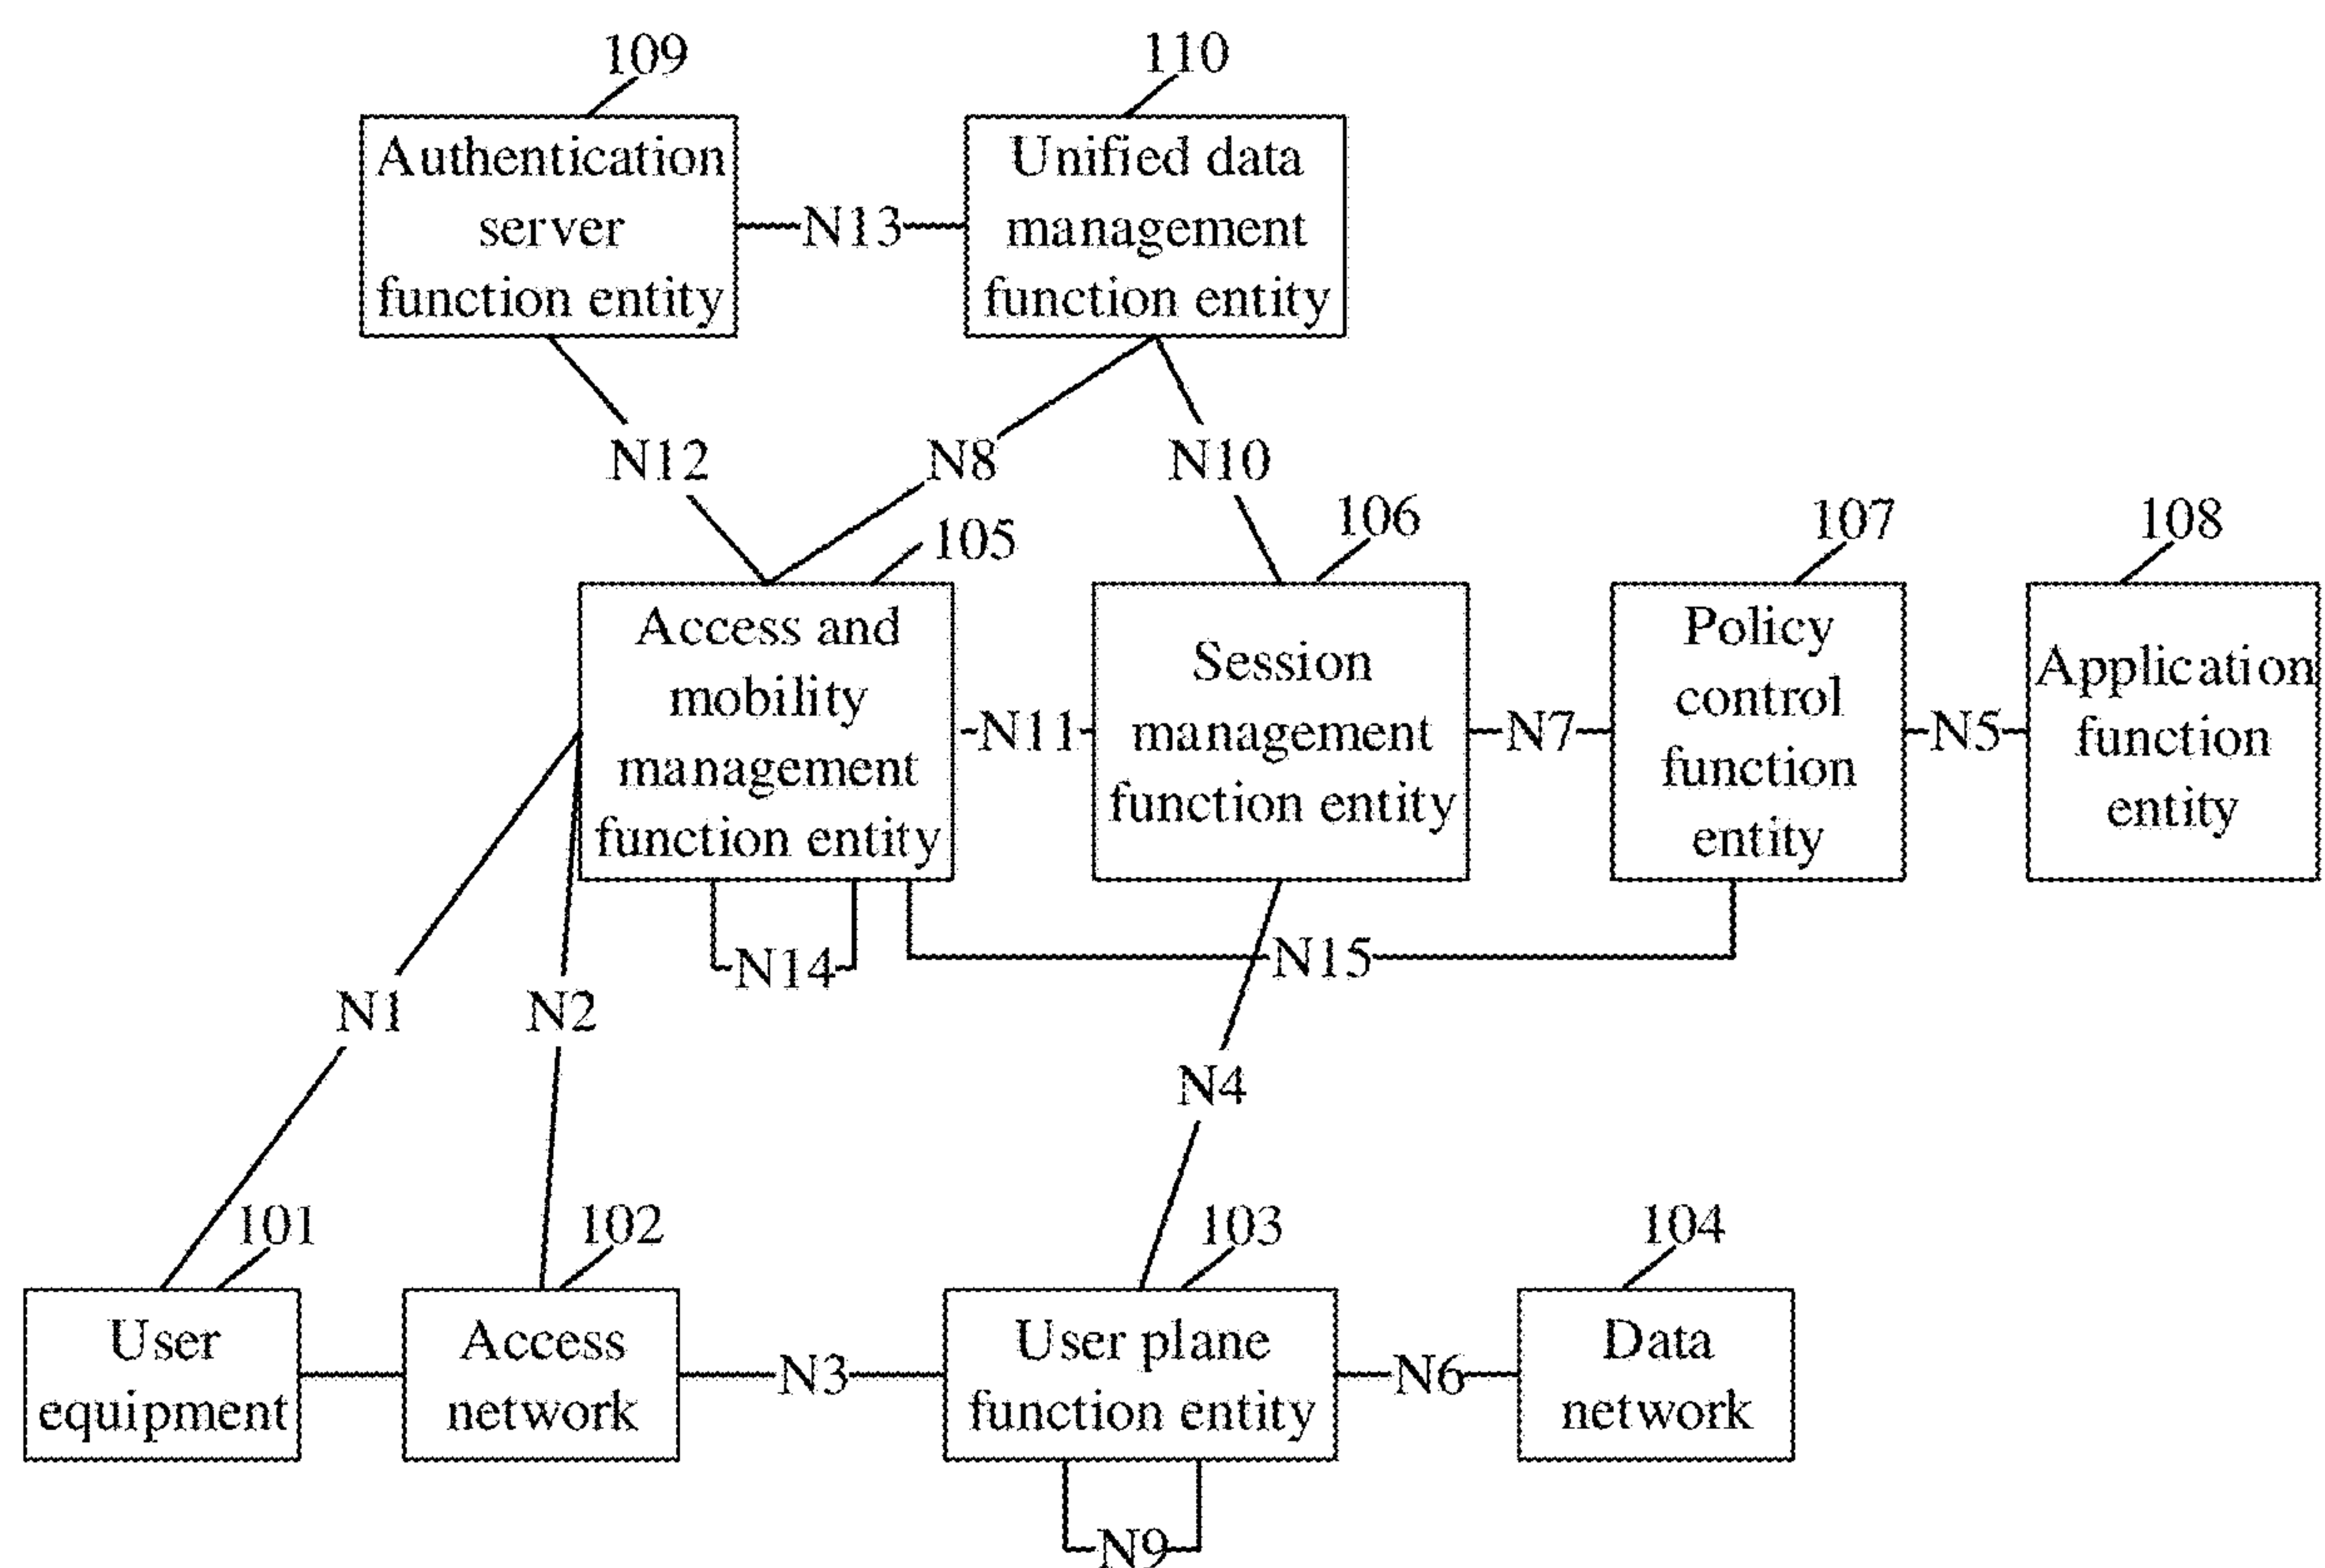 109
110
Authentication
server
function entity
N13
Unified data
management
function entity
N12
N8
N10
105
106
107
108
Access and
mobility
management
function entity
N11
Session
management
function entity
N7
Policy
control
function
entity
N5
Application
function
entity
N14
N15
N1
N2
N4
101
102
103
104
User
equipment
Access
network
N3
User plane
function entity
N6
Data
network
N9